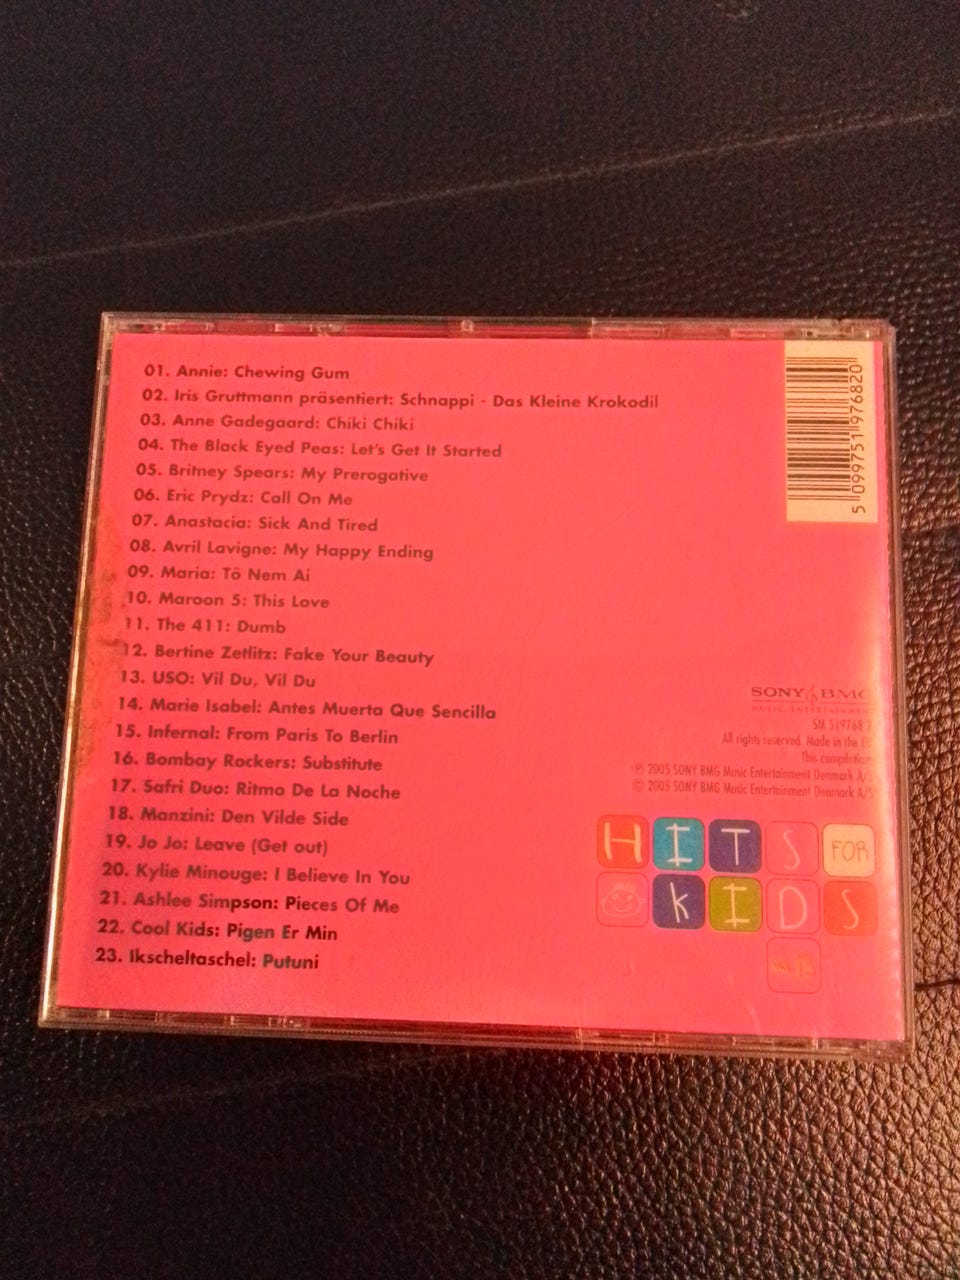 01. Annie: Chewing Gum
02. Iris Gruttmann präsentiert: Schnappi - Das Kleine Krokodil
03. Anne Gadegaard: Chiki Chiki
04. The Black Eyed Peas: Let's Get It Started
05. Britney Spears: My Prerogative
06. Eric Prydz: Call On Me
07. Anastacia: Sick And Tired
08. Avril Lavigne: My Happy Ending
09. Maria: Tô Nem Ai
10. Maroon 5: This Love
11. The 411: Dumb
12. Bertine Zetlitz: Fake Your Beauty
13. USO: Vil Du, Vil Du
14. Marie Isabel: Antes Muerta Que Sencilla
15. Infernal: From Paris To Berlin
16. Bombay Rockers: Substitute
17. Safri Duo: Ritmo De La Noche
18. Manzini: Den Vilde Side
19. Jo Jo: Leave (Get out)
20. Kylie Minouge: I Believe In You
21. Ashlee Simpson: Pieces Of Me
22. Cool Kids: Pigen Er Min
23. Ikscheltaschel: Putuni
5 099751 976820
SONY BMG
MUSIC ENTERTAINMENT
SM 519768 2
All rights reserved. Made in the EU
This compilation
℗ 2005 SONY BMG Music Entertainment Denmark A/S
© 2005 SONY BMG Music Entertainment Denmark A/S
HITS FOR
KIDS